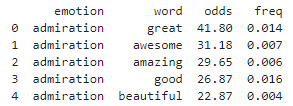 emotion word odds freq
0 admiration great 41.80 0.014
1 admiration awesome 31.18 0.007
2 admiration amazing 29.65 0.006
3 admiration good 26.87 0.016
4 admiration beautiful 22.87 0.004